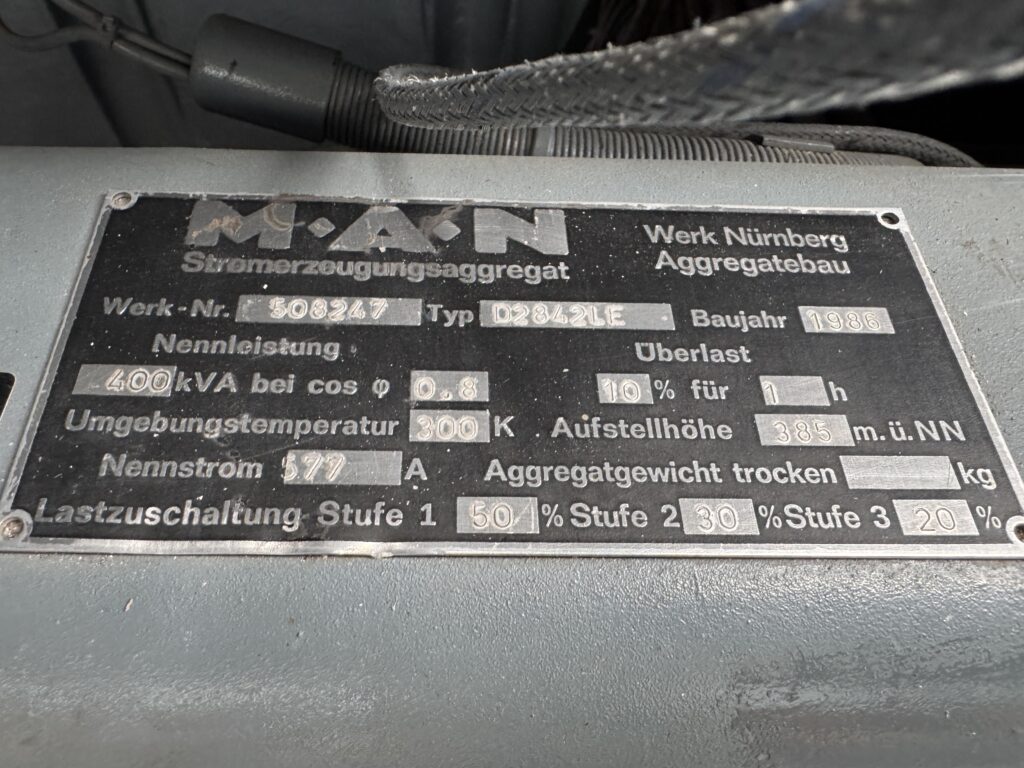 M·A·N
Stromerzeugungsaggregat
Werk Nürnberg
Aggregatebau
Werk-Nr. 508247 Typ D2842LE Baujahr 1986
Nennleistung Überlast
400 kVA bei cos φ 0.8 10 % für 1 h
Umgebungstemperatur 300 K Aufstellhöhe 385 m.ü.NN
Nennstrom 577 A Aggregatgewicht trocken kg
Lastzuschaltung Stufe 1 50 % Stufe 2 30 % Stufe 3 20 %